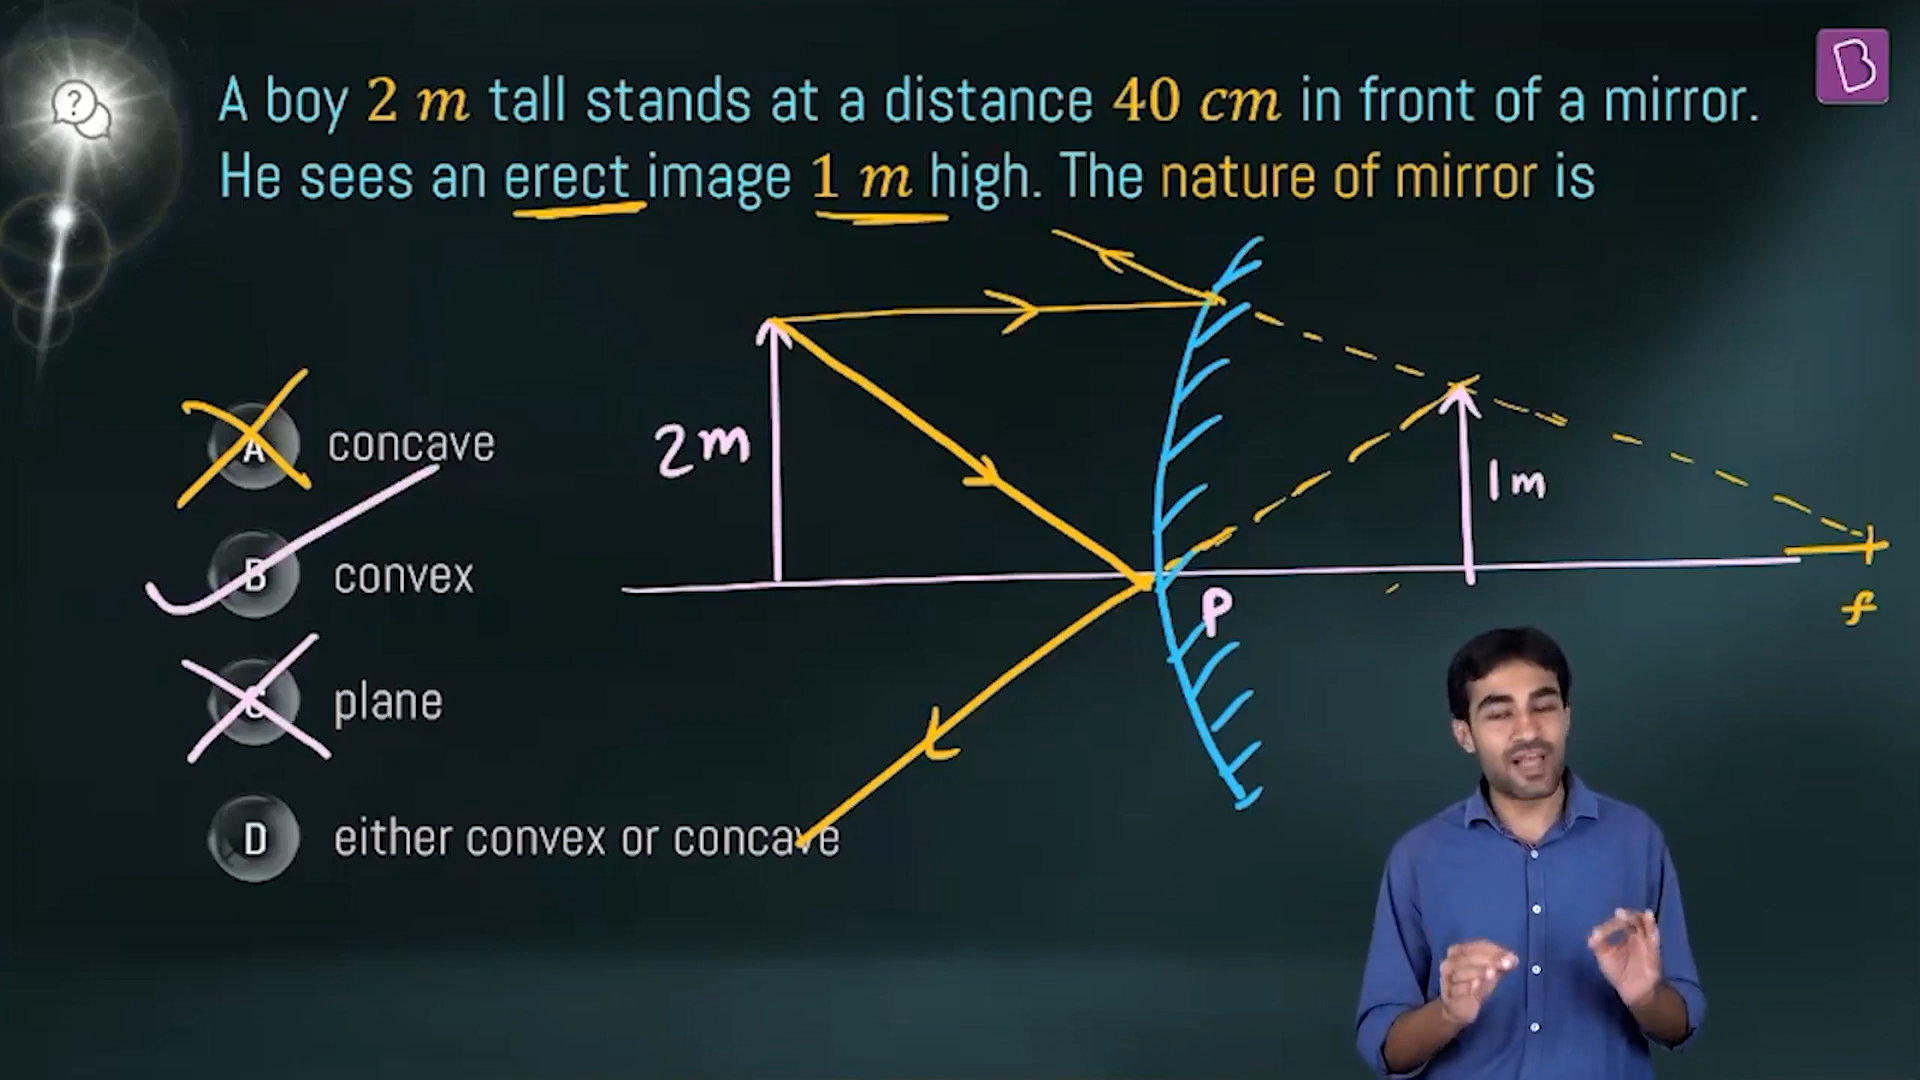 A boy 2 m tall stands at a distance 40 cm in front of a mirror.
He sees an erect image 1 m high. The nature of mirror is
A concave
2m
1m
B convex
P
f
C plane
D either convex or concave
B
?